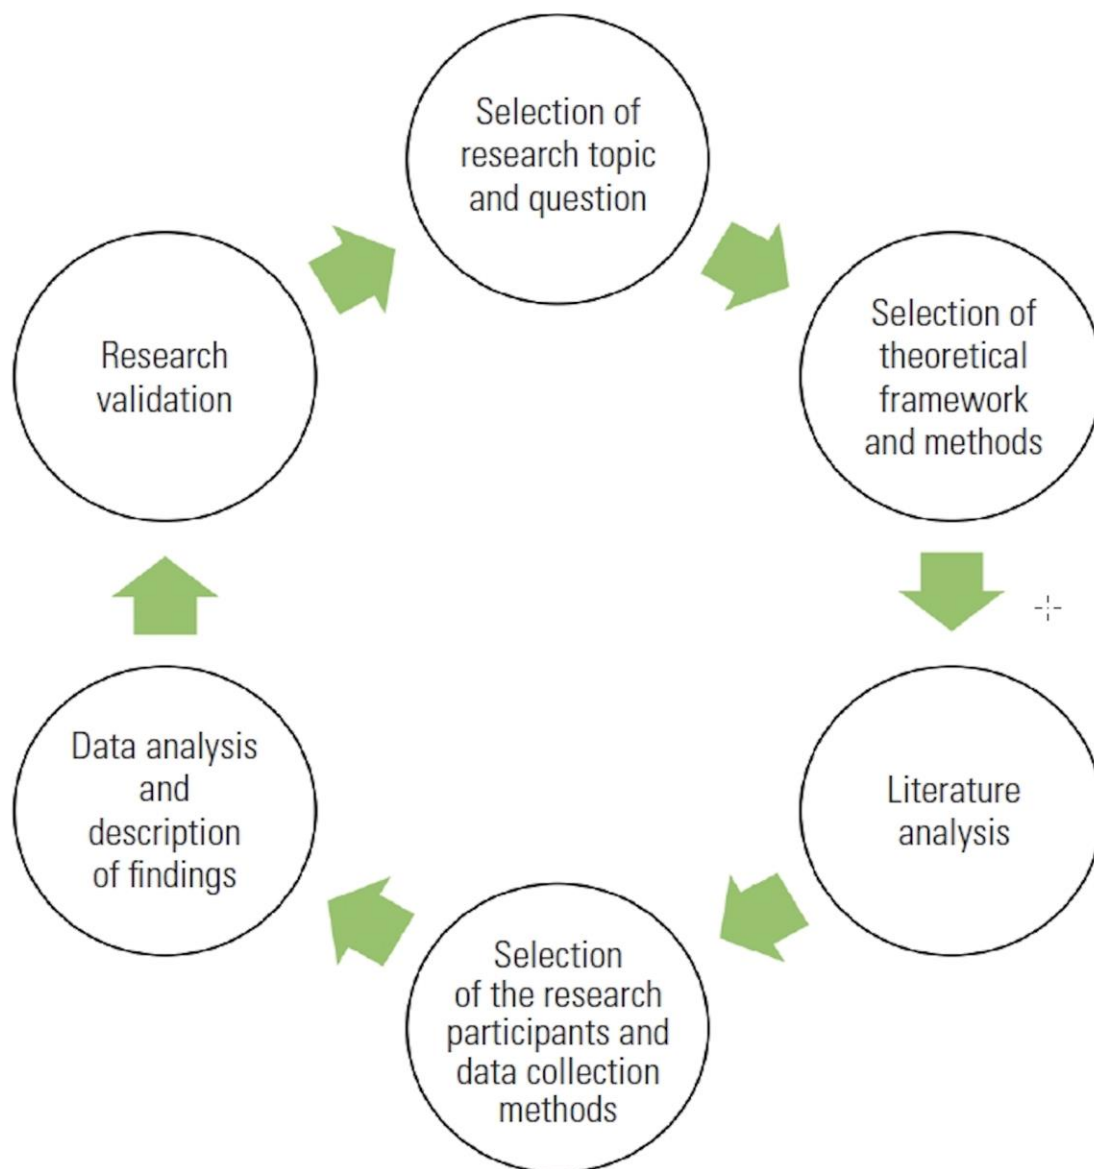 Selection of
research topic
and question
Selection of
theoretical
framework
and methods
Literature
analysis
Selection
of the research
participants and
data collection
methods
Data analysis
and
description
of findings
Research
validation